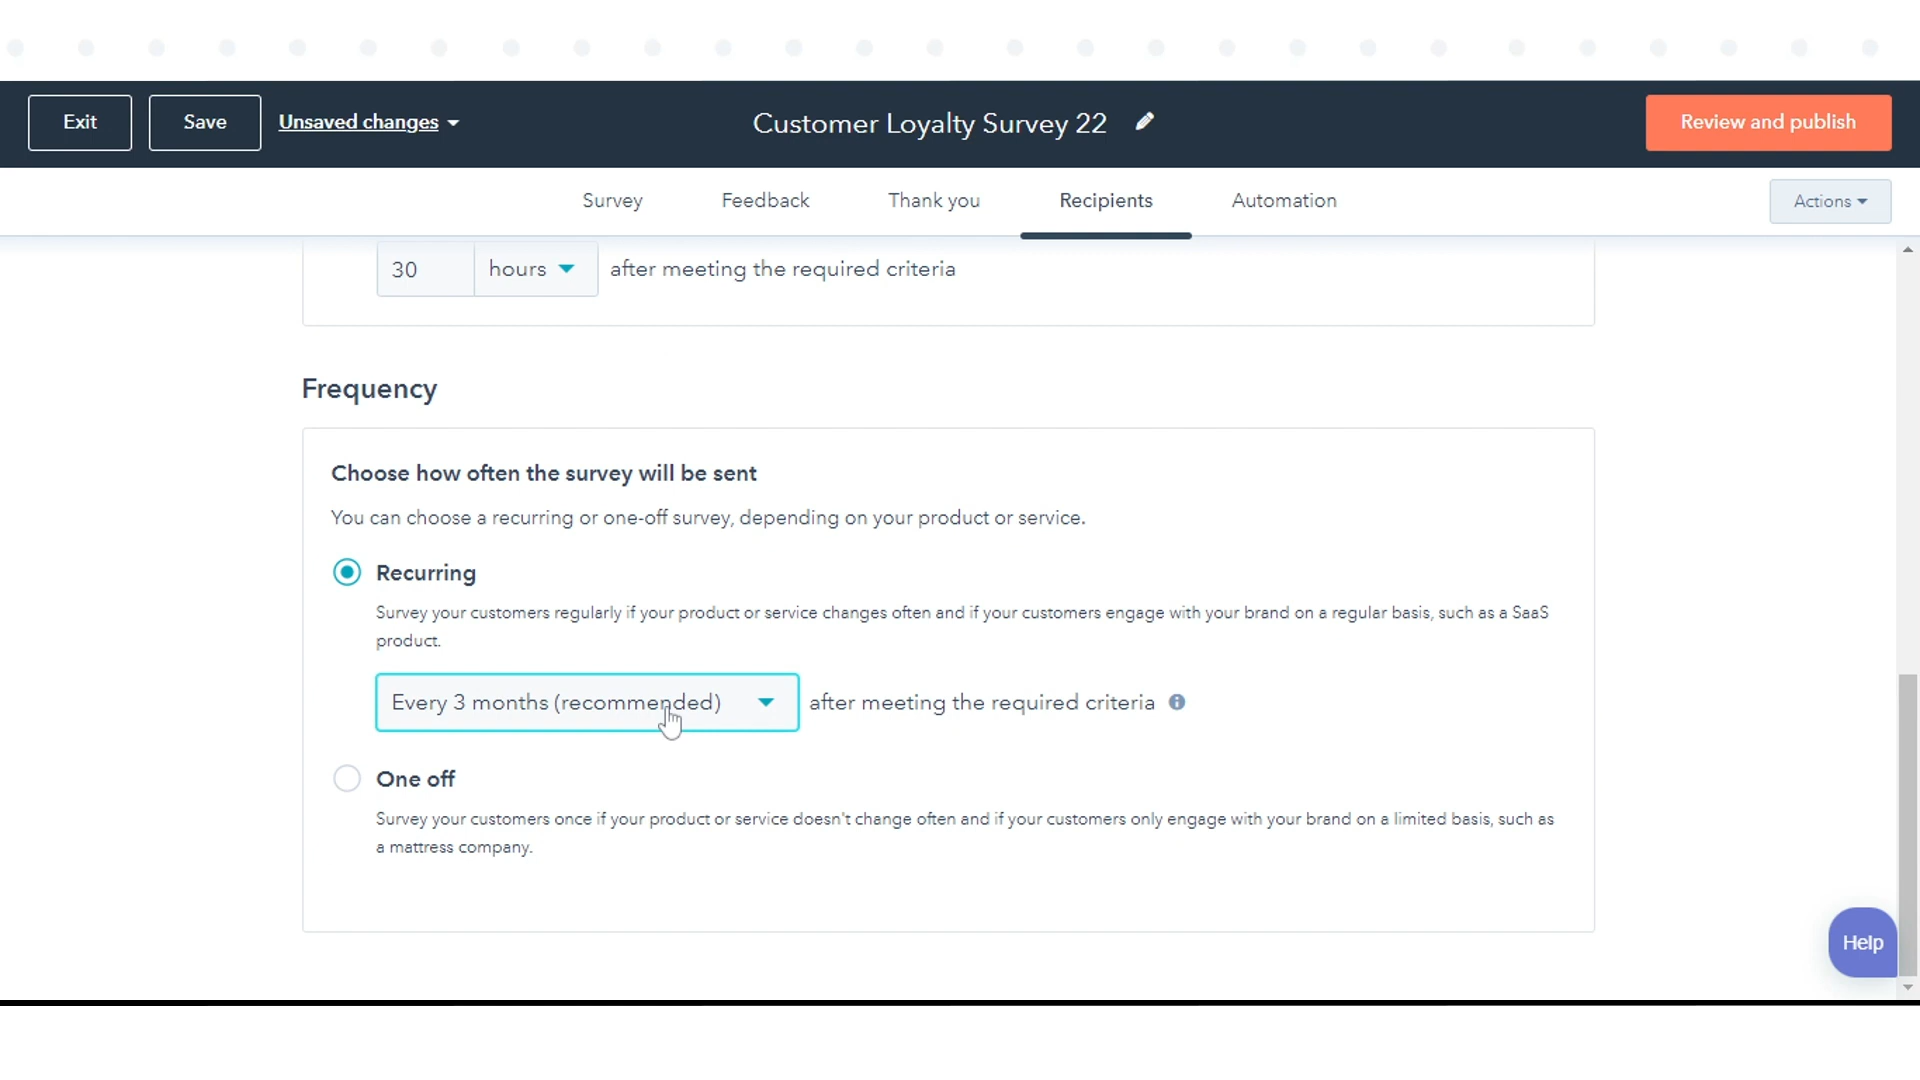 Exit
Save
Unsaved changes
Customer Loyalty Survey 22
Review and publish
Survey
Feedback
Thank you
Recipients
Automation
Actions
30
hours
after meeting the required criteria
Frequency
Choose how often the survey will be sent
You can choose a recurring or one-off survey, depending on your product or service.
Recurring
Survey your customers regularly if your product or service changes often and if your customers engage with your brand on a regular basis, such as a SaaS
product.
Every 3 months (recommended)
after meeting the required criteria
One off
Survey your customers once if your product or service doesn't change often and if your customers only engage with your brand on a limited basis, such as
a mattress company.
Help